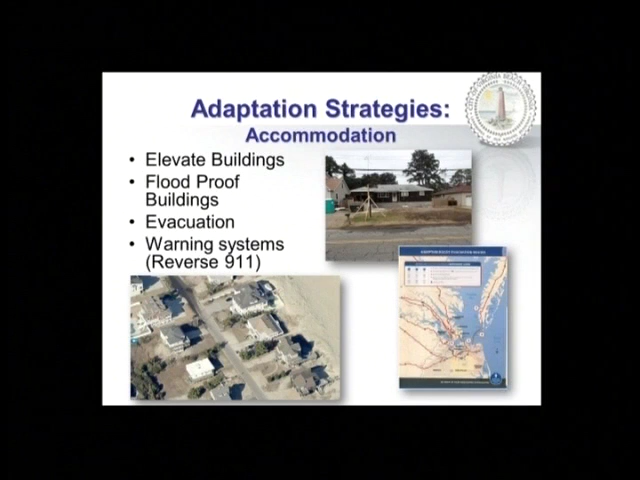 Adaptation Strategies:
Accommodation
• Elevate Buildings
• Flood Proof
Buildings
• Evacuation
• Warning systems
(Reverse 911)